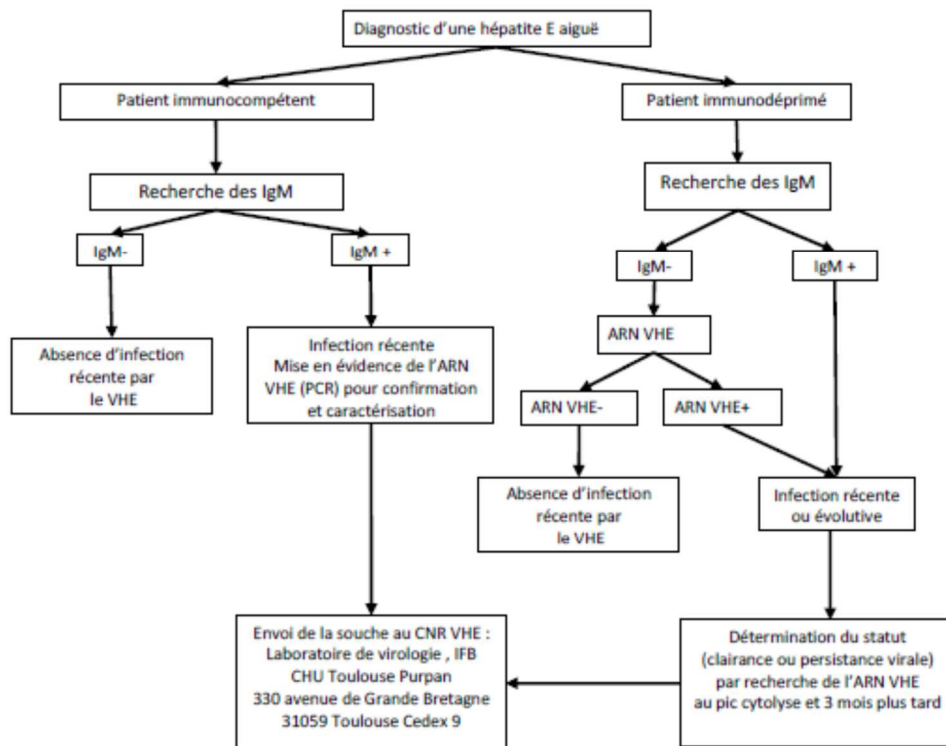 Diagnostic d'une hépatite E aiguë
Patient immunocompétent
Patient immunodéprimé
Recherche des IgM
Recherche des IgM
IgM-
IgM +
IgM-
IgM +
ARN VHE
Absence d'infection
récente par
le VHE
Infection récente
Mise en évidence de l'ARN
VHE (PCR) pour confirmation
et caractérisation
ARN VHE-
ARN VHE+
Absence d'infection
récente par
le VHE
Infection récente
ou évolutive
Envoi de la souche au CNR VHE :
Laboratoire de virologie , IFB
CHU Toulouse Purpan
330 avenue de Grande Bretagne
31059 Toulouse Cedex 9
Détermination du statut
(clairance ou persistance virale)
par recherche de l'ARN VHE
au pic cytolyse et 3 mois plus tard